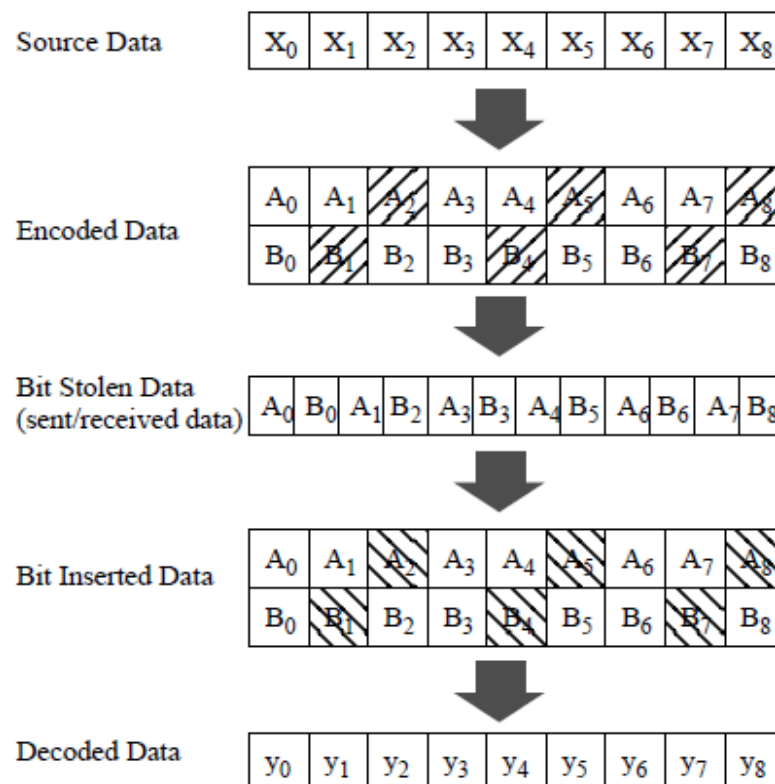 Source Data X₀ X₁ X₂ X₃ X₄ X₅ X₆ X₇ X₈
Encoded Data
A₀ A₁ A₂ A₃ A₄ A₅ A₆ A₇ A₈
B₀ B₁ B₂ B₃ B₄ B₅ B₆ B₇ B₈
Bit Stolen Data
(sent/received data)
A₀ B₀ A₁ B₂ A₃ B₃ A₄ B₅ A₆ B₆ A₇ B₈
Bit Inserted Data
A₀ A₁ A₂ A₃ A₄ A₅ A₆ A₇ A₈
B₀ B₁ B₂ B₃ B₄ B₅ B₆ B₇ B₈
Decoded Data y₀ y₁ y₂ y₃ y₄ y₅ y₆ y₇ y₈